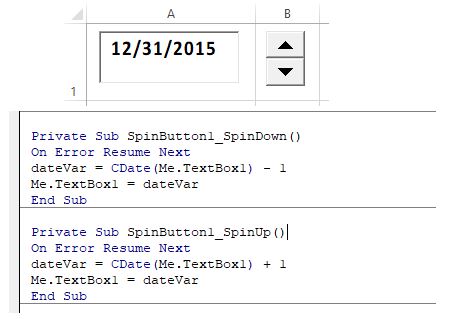 A B
12/31/2015
1
Private Sub SpinButton1_SpinDown()
On Error Resume Next
dateVar = CDate(Me.TextBox1) - 1
Me.TextBox1 = dateVar
End Sub
Private Sub SpinButton1_SpinUp()
On Error Resume Next
dateVar = CDate(Me.TextBox1) + 1
Me.TextBox1 = dateVar
End Sub